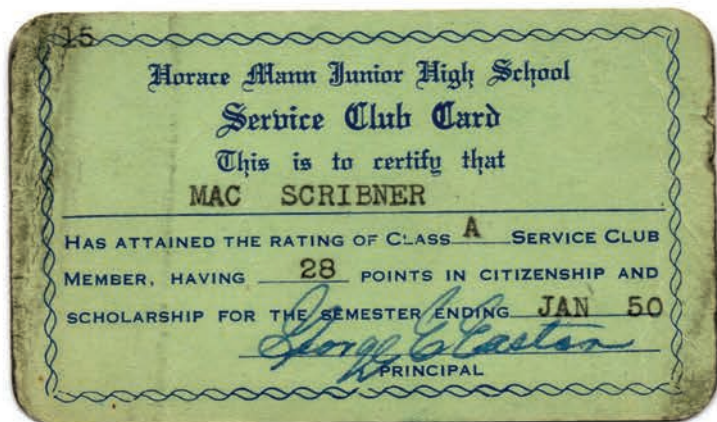 15
Horace Mann Junior High School
Service Club Card
This is to certify that
MAC SCRIBNER
HAS ATTAINED THE RATING OF CLASS A SERVICE CLUB
MEMBER, HAVING 28 POINTS IN CITIZENSHIP AND
SCHOLARSHIP FOR THE SEMESTER ENDING JAN 50
George E Easton
PRINCIPAL